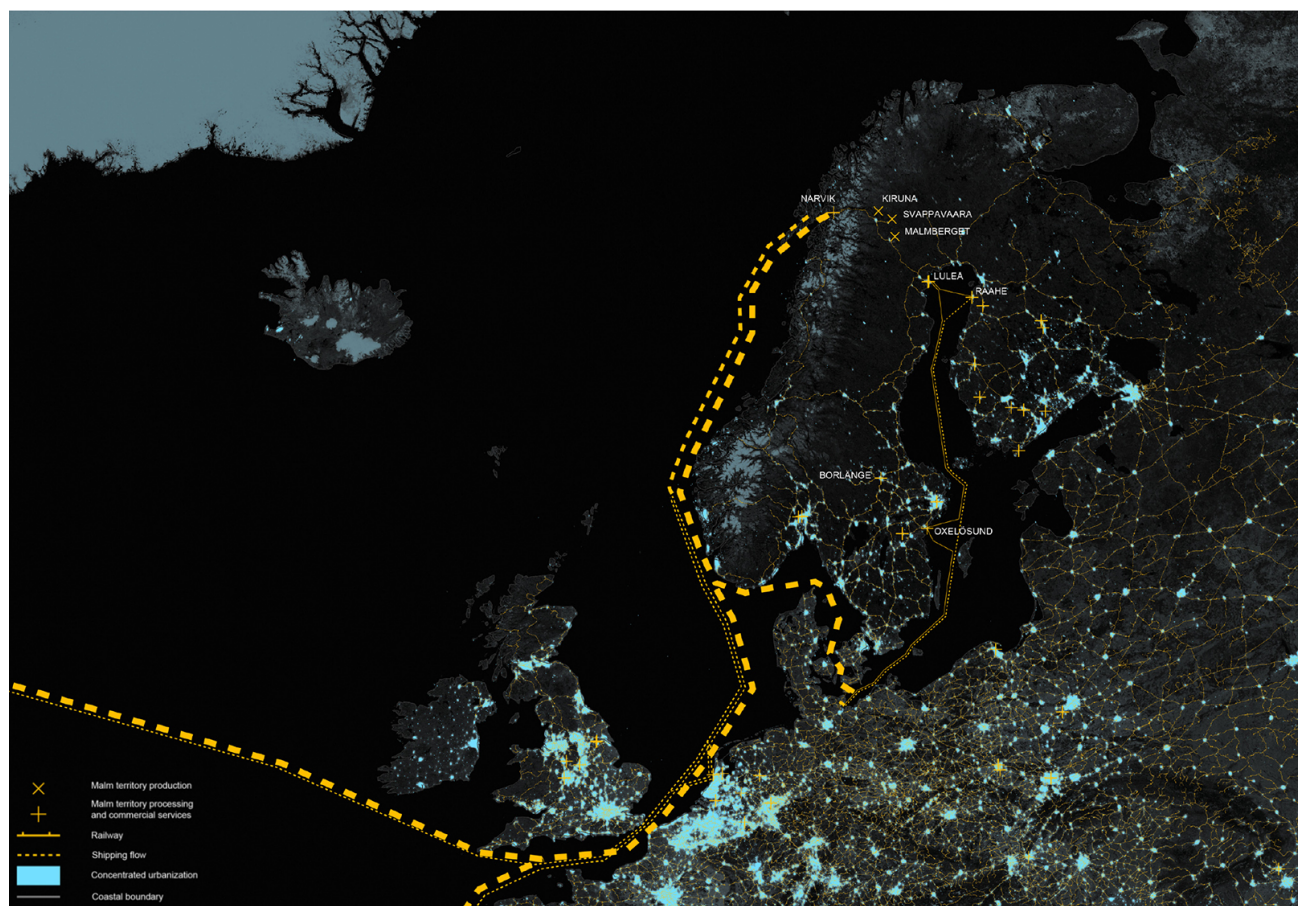 NARVIK
KIRUNA
SVAPPAVAARA
MALMBERGET
LULEA
RAAHE
BORLÄNGE
OXELÖSUND
Malm territory production
Malm territory processing
and commercial services
Railway
Shipping flow
Concentrated urbanization
Coastal boundary